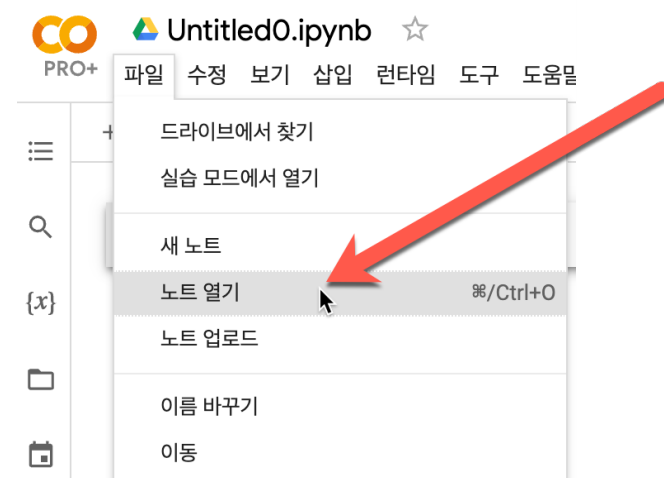 Untitled0.ipynb
PRO+
파일 수정 보기 삽입 런타임 도구 도움말
+
드라이브에서 찾기
실습 모드에서 열기
새 노트
노트 열기 ⌘/Ctrl+O
{x}
노트 업로드
이름 바꾸기
이동